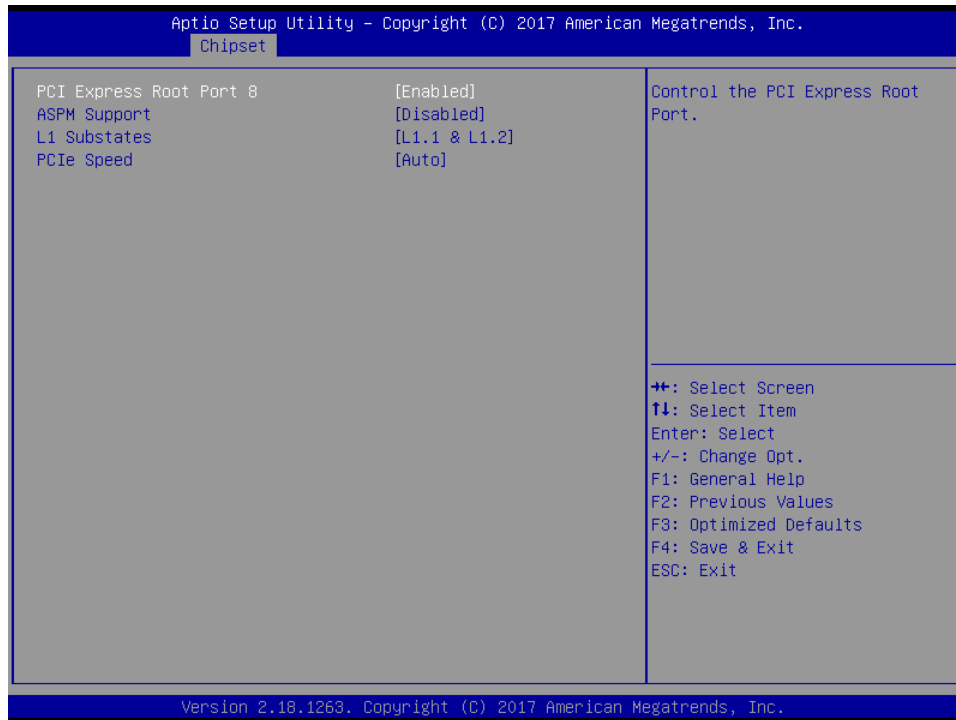 Aptio Setup Utility – Copyright (C) 2017 American Megatrends, Inc.
Chipset
PCI Express Root Port 8 [Enabled]
ASPM Support [Disabled]
L1 Substates [L1.1 & L1.2]
PCIe Speed [Auto]
Control the PCI Express Root
Port.
→←: Select Screen
↑↓: Select Item
Enter: Select
+/-: Change Opt.
F1: General Help
F2: Previous Values
F3: Optimized Defaults
F4: Save & Exit
ESC: Exit
Version 2.18.1263. Copyright (C) 2017 American Megatrends, Inc.